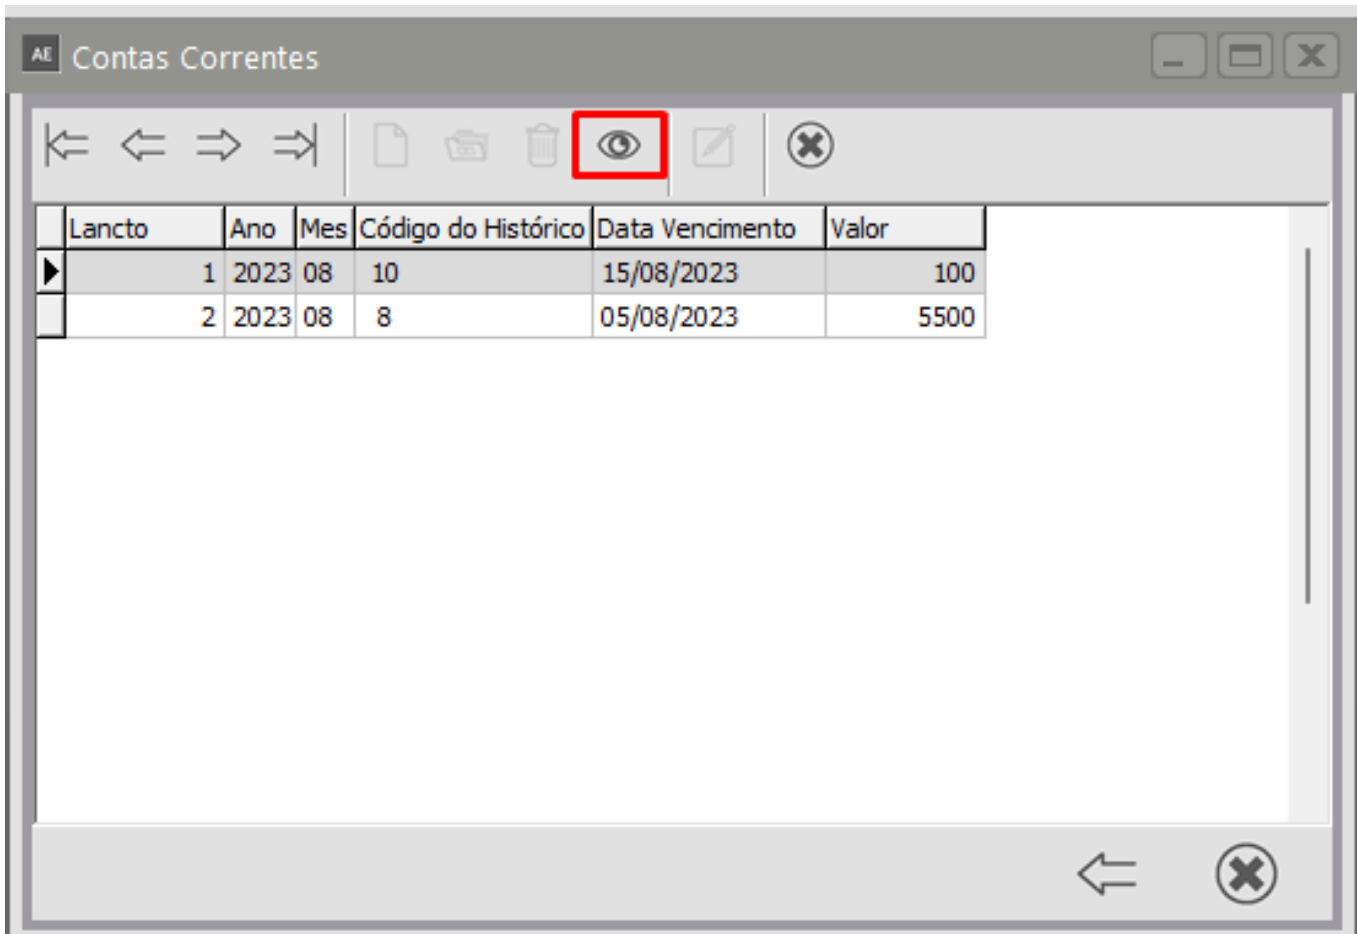 AE Contas Correntes
Lancto Ano Mes Código do Histórico Data Vencimento Valor
1 2023 08 10 15/08/2023 100
2 2023 08 8 05/08/2023 5500